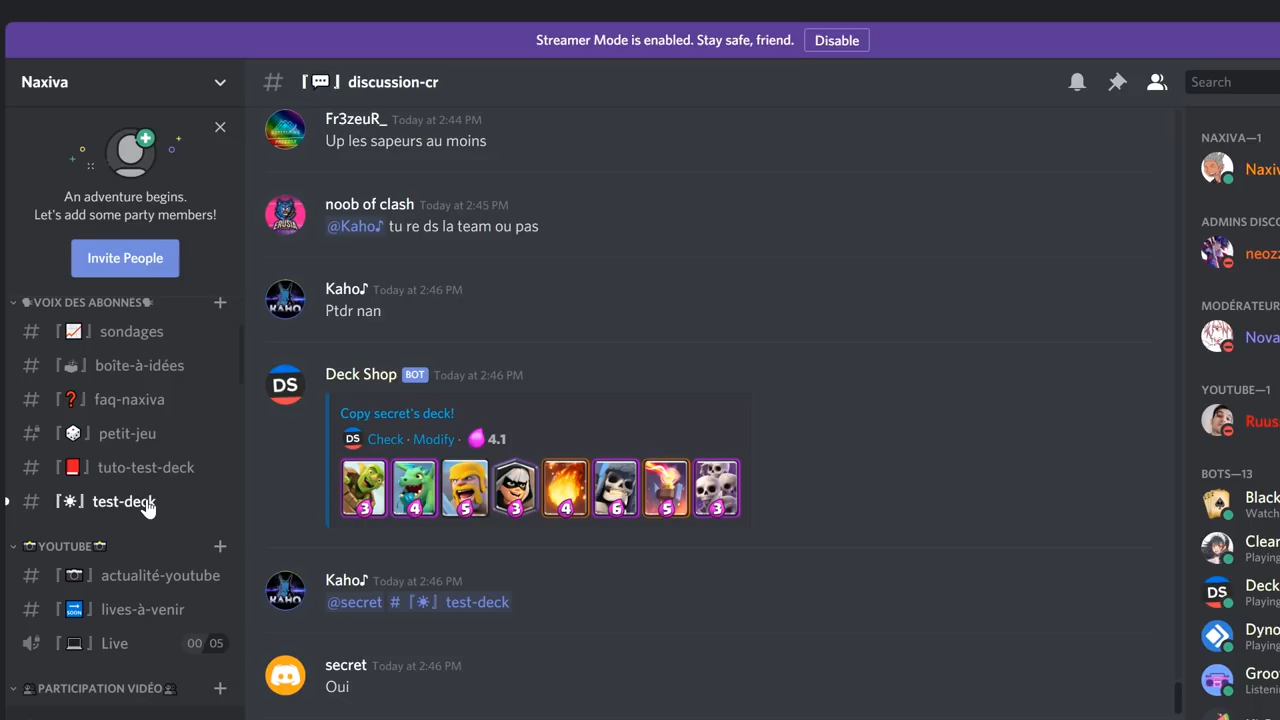 Streamer Mode is enabled. Stay safe, friend. Disable
Naxiva
# 『💬』discussion-cr
Search
An adventure begins.
Let's add some party members!
Invite People
VOIX DES ABONNES
# 『📈』sondages
# 『🗳』boîte-à-idées
# 『❓』faq-naxiva
# 『🎲』petit-jeu
# 『📕』tuto-test-deck
# 『☀』test-deck
YOUTUBE
# 『📷』actualité-youtube
# 『🔜』lives-à-venir
『💻』Live 00 05
PARTICIPATION VIDÉO
Fr3zeuR_ Today at 2:44 PM
Up les sapeurs au moins
noob of clash Today at 2:45 PM
@Kaho♪ tu re ds la team ou pas
Kaho♪ Today at 2:46 PM
Ptdr nan
DS
Deck Shop BOT Today at 2:46 PM
Copy secret's deck!
DS Check · Modify · 4.1
3 4 5 3 4 6 5 3
Kaho♪ Today at 2:46 PM
@secret # 『☀』 test-deck
secret Today at 2:46 PM
Oui
NAXIVA—1
Naxiv
ADMINS DISCO
neozz
MODÉRATEUR
Nova
YOUTUBE—1
Ruus
BOTS—13
Black
Watch
Clear
Playing
DS
Deck
Playing
Dyno
Playing
Groo
Listeni